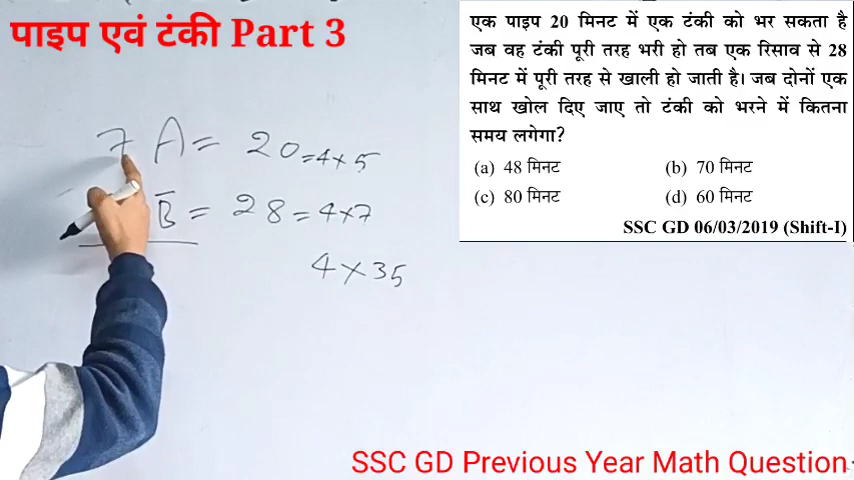 पाइप एवं टंकी Part 3
एक पाइप 20 मिनट में एक टंकी को भर सकता है
जब वह टंकी पूरी तरह भरी हो तब एक रिसाव से 28
मिनट में पूरी तरह से खाली हो जाती है। जब दोनों एक
साथ खोल दिए जाए तो टंकी को भरने में कितना
समय लगेगा?
(a) 48 मिनट (b) 70 मिनट
(c) 80 मिनट (d) 60 मिनट
SSC GD 06/03/2019 (Shift-I)
7 A = 20 = 4×5
B̅ = 28 = 4×7
4×35
SSC GD Previous Year Math Question